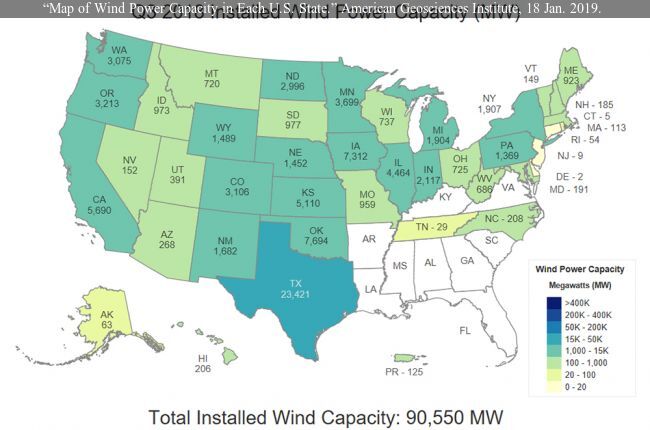 “Map of Wind Power Capacity in Each U.S. State.” American Geosciences Institute, 18 Jan. 2019.
Q3 2018 Installed Wind Power Capacity (MW)
WA
3,075
OR
3,213
CA
5,690
NV
152
ID
973
MT
720
WY
1,489
UT
391
AZ
268
CO
3,106
NM
1,682
ND
2,996
SD
977
NE
1,452
KS
5,110
OK
7,694
TX
23,421
MN
3,699
IA
7,312
MO
959
AR
LA
WI
737
IL
4,464
MI
1,904
IN
2,117
OH
725
KY
TN - 29
MS
AL
GA
FL
SC
NC - 208
VA
WV
686
PA
1,369
NY
1,907
VT
149
ME
923
NH - 185
CT - 5
MA - 113
RI - 54
NJ - 9
DE - 2
MD - 191
AK
63
HI
206
PR - 125
Wind Power Capacity
Megawatts (MW)
>400K
200K - 400K
50K - 200K
15K - 50K
1,000 - 15K
100 - 1,000
20 - 100
0 - 20
Total Installed Wind Capacity: 90,550 MW